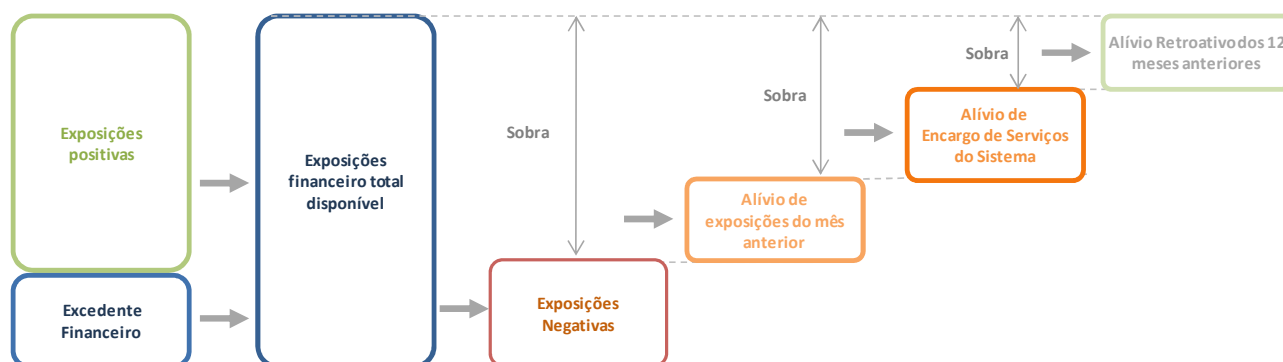 Exposições
positivas
Excedente
Financeiro
Exposições
financeiro total
disponível
Sobra
Exposições
Negativas
Sobra
Alívio de
exposições do mês
anterior
Sobra
Alívio de
Encargo de Serviços
do Sistema
Alívio Retroativo dos 12
meses anteriores